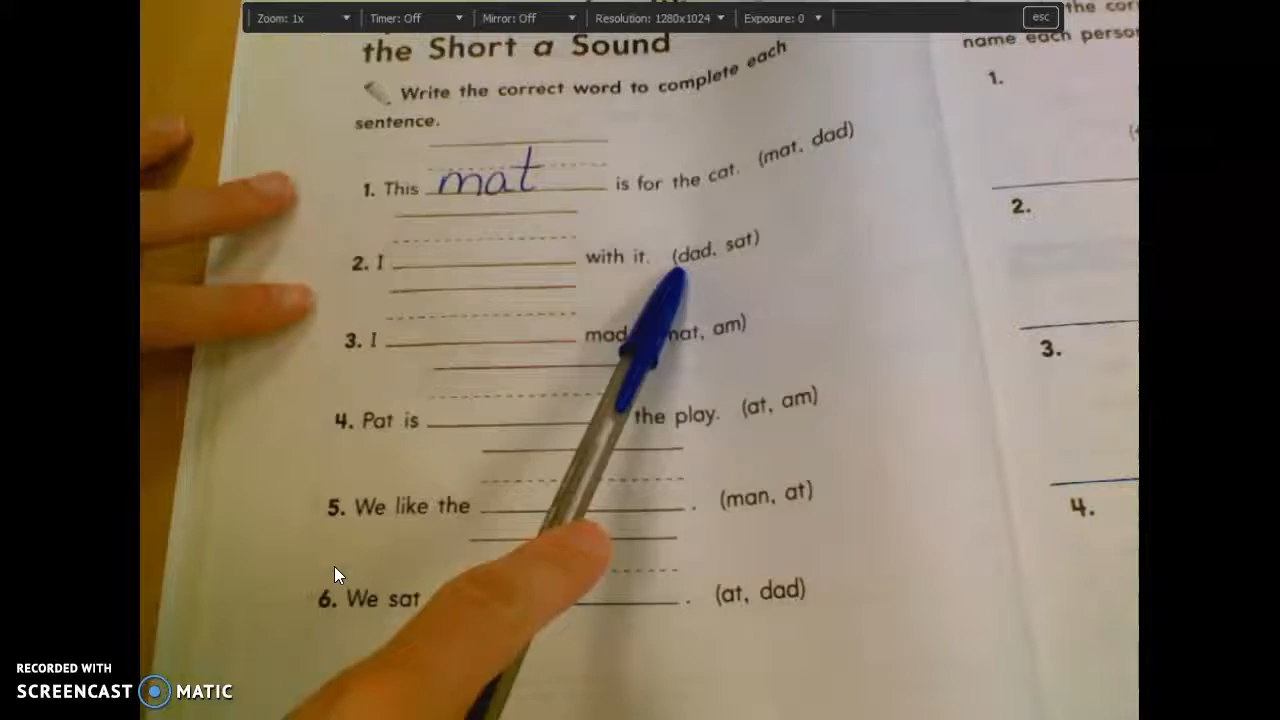 Zoom: 1x Timer: Off Mirror: Off Resolution: 1280x1024 Exposure: 0 esc
the Short a Sound
Write the correct word to complete each
sentence.
1. This mat is for the cat. (mat, dad)
2. I with it. (dad, sat)
3. I mad am)
4. Pat is the play. (at, am)
5. We like the . (man, at)
6. We sat . (at, dad)
the
name each
1.
2.
3.
4.
RECORDED WITH
SCREENCAST MATIC